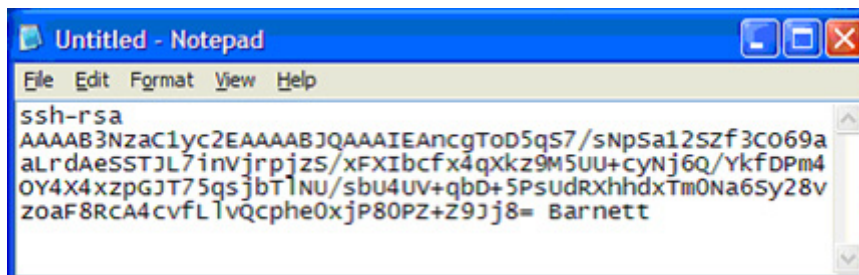 Untitled - Notepad
File Edit Format View Help
ssh-rsa
AAAAB3NzaC1yc2EAAAABJQAAAIEAncgToD5qS7/sNpSa12SZf3CO69a
aLrdAeSSTJL7inVjrpjzS/xFXIbcfx4qXkz9M5UU+cyNj6Q/YkfDPm4
OY4X4xzpGJT75qsjbTlNU/sbU4UV+qbD+5PsUdRXhhdxTm0Na6Sy28v
zoaF8RcA4cvfLlvQcphe0xjP8OPZ+Z9Jj8= Barnett